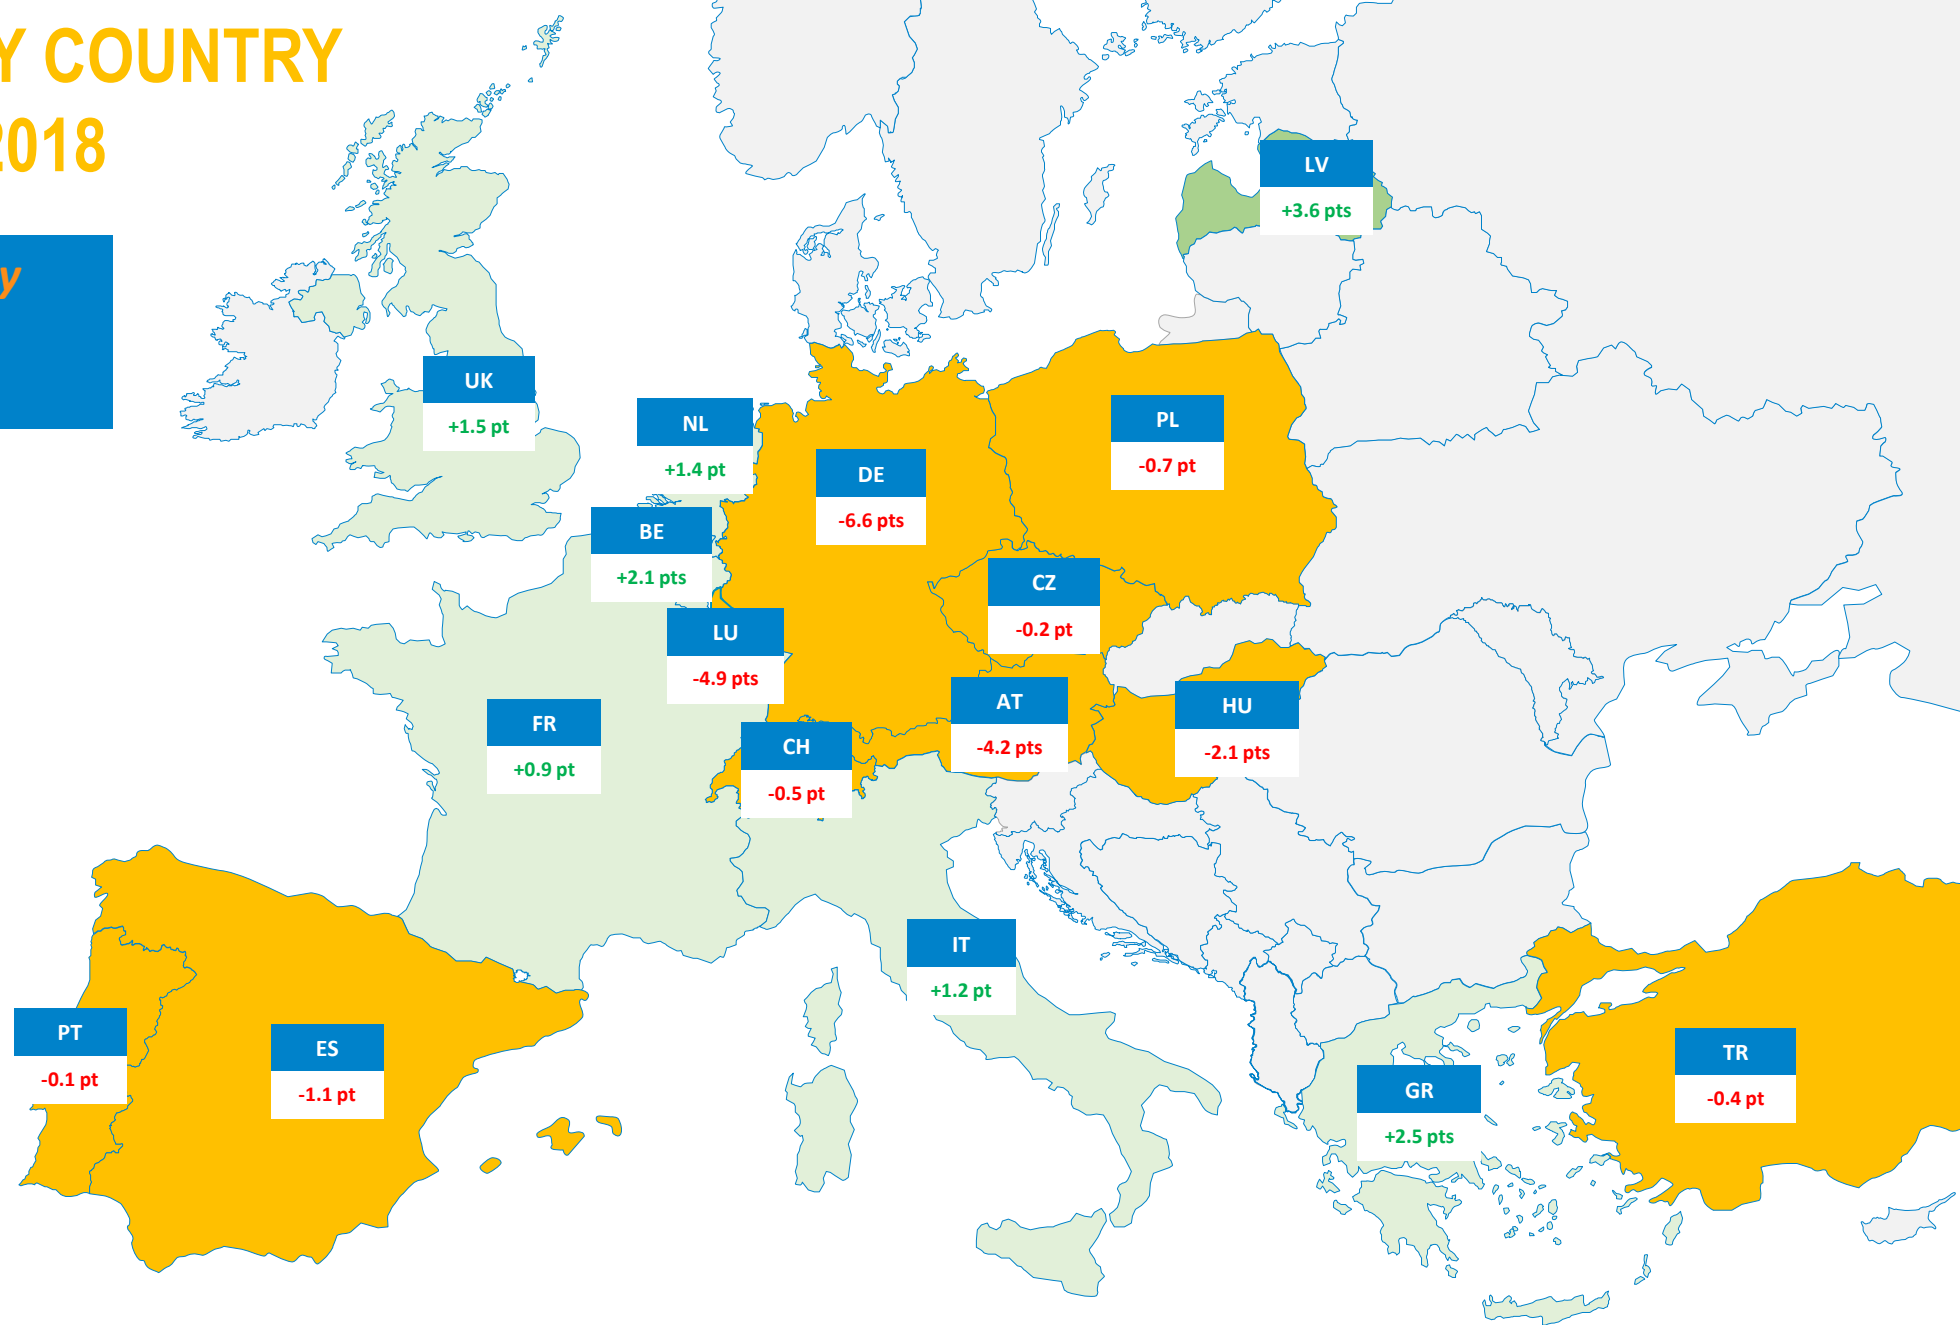 Y COUNTRY
2018
y
LV
+3.6 pts
UK
+1.5 pt
NL
+1.4 pt
PL
-0.7 pt
DE
-6.6 pts
BE
+2.1 pts
CZ
-0.2 pt
LU
-4.9 pts
AT
-4.2 pts
HU
-2.1 pts
FR
+0.9 pt
CH
-0.5 pt
IT
+1.2 pt
PT
-0.1 pt
ES
-1.1 pt
TR
-0.4 pt
GR
+2.5 pts